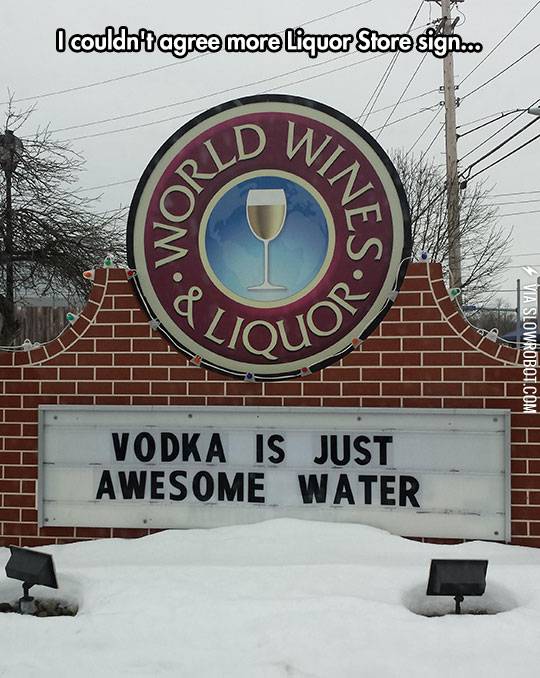 I couldn't agree more Liquor Store sign...
WORLD WINES
& LIQUOR
VODKA IS JUST
AWESOME WATER
VIA SLOWROBOT.COM